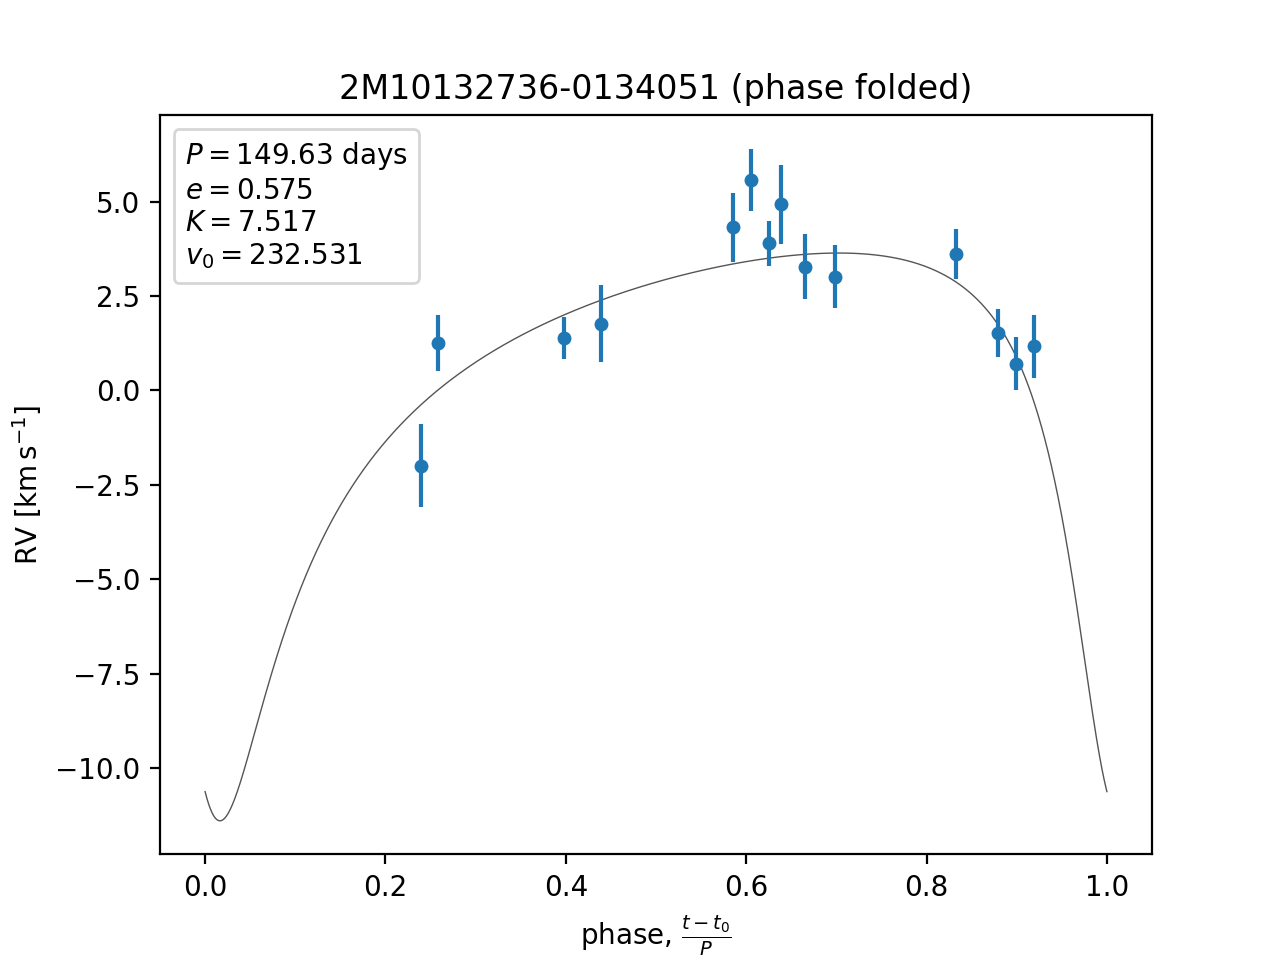 2M10132736-0134051 (phase folded)
P = 149.63 days
e = 0.575
K = 7.517
v₀ = 232.531
5.0
2.5
0.0
−2.5
−5.0
−7.5
−10.0
RV [km s⁻¹]
0.0 0.2 0.4 0.6 0.8 1.0
phase, (t − t₀)/P